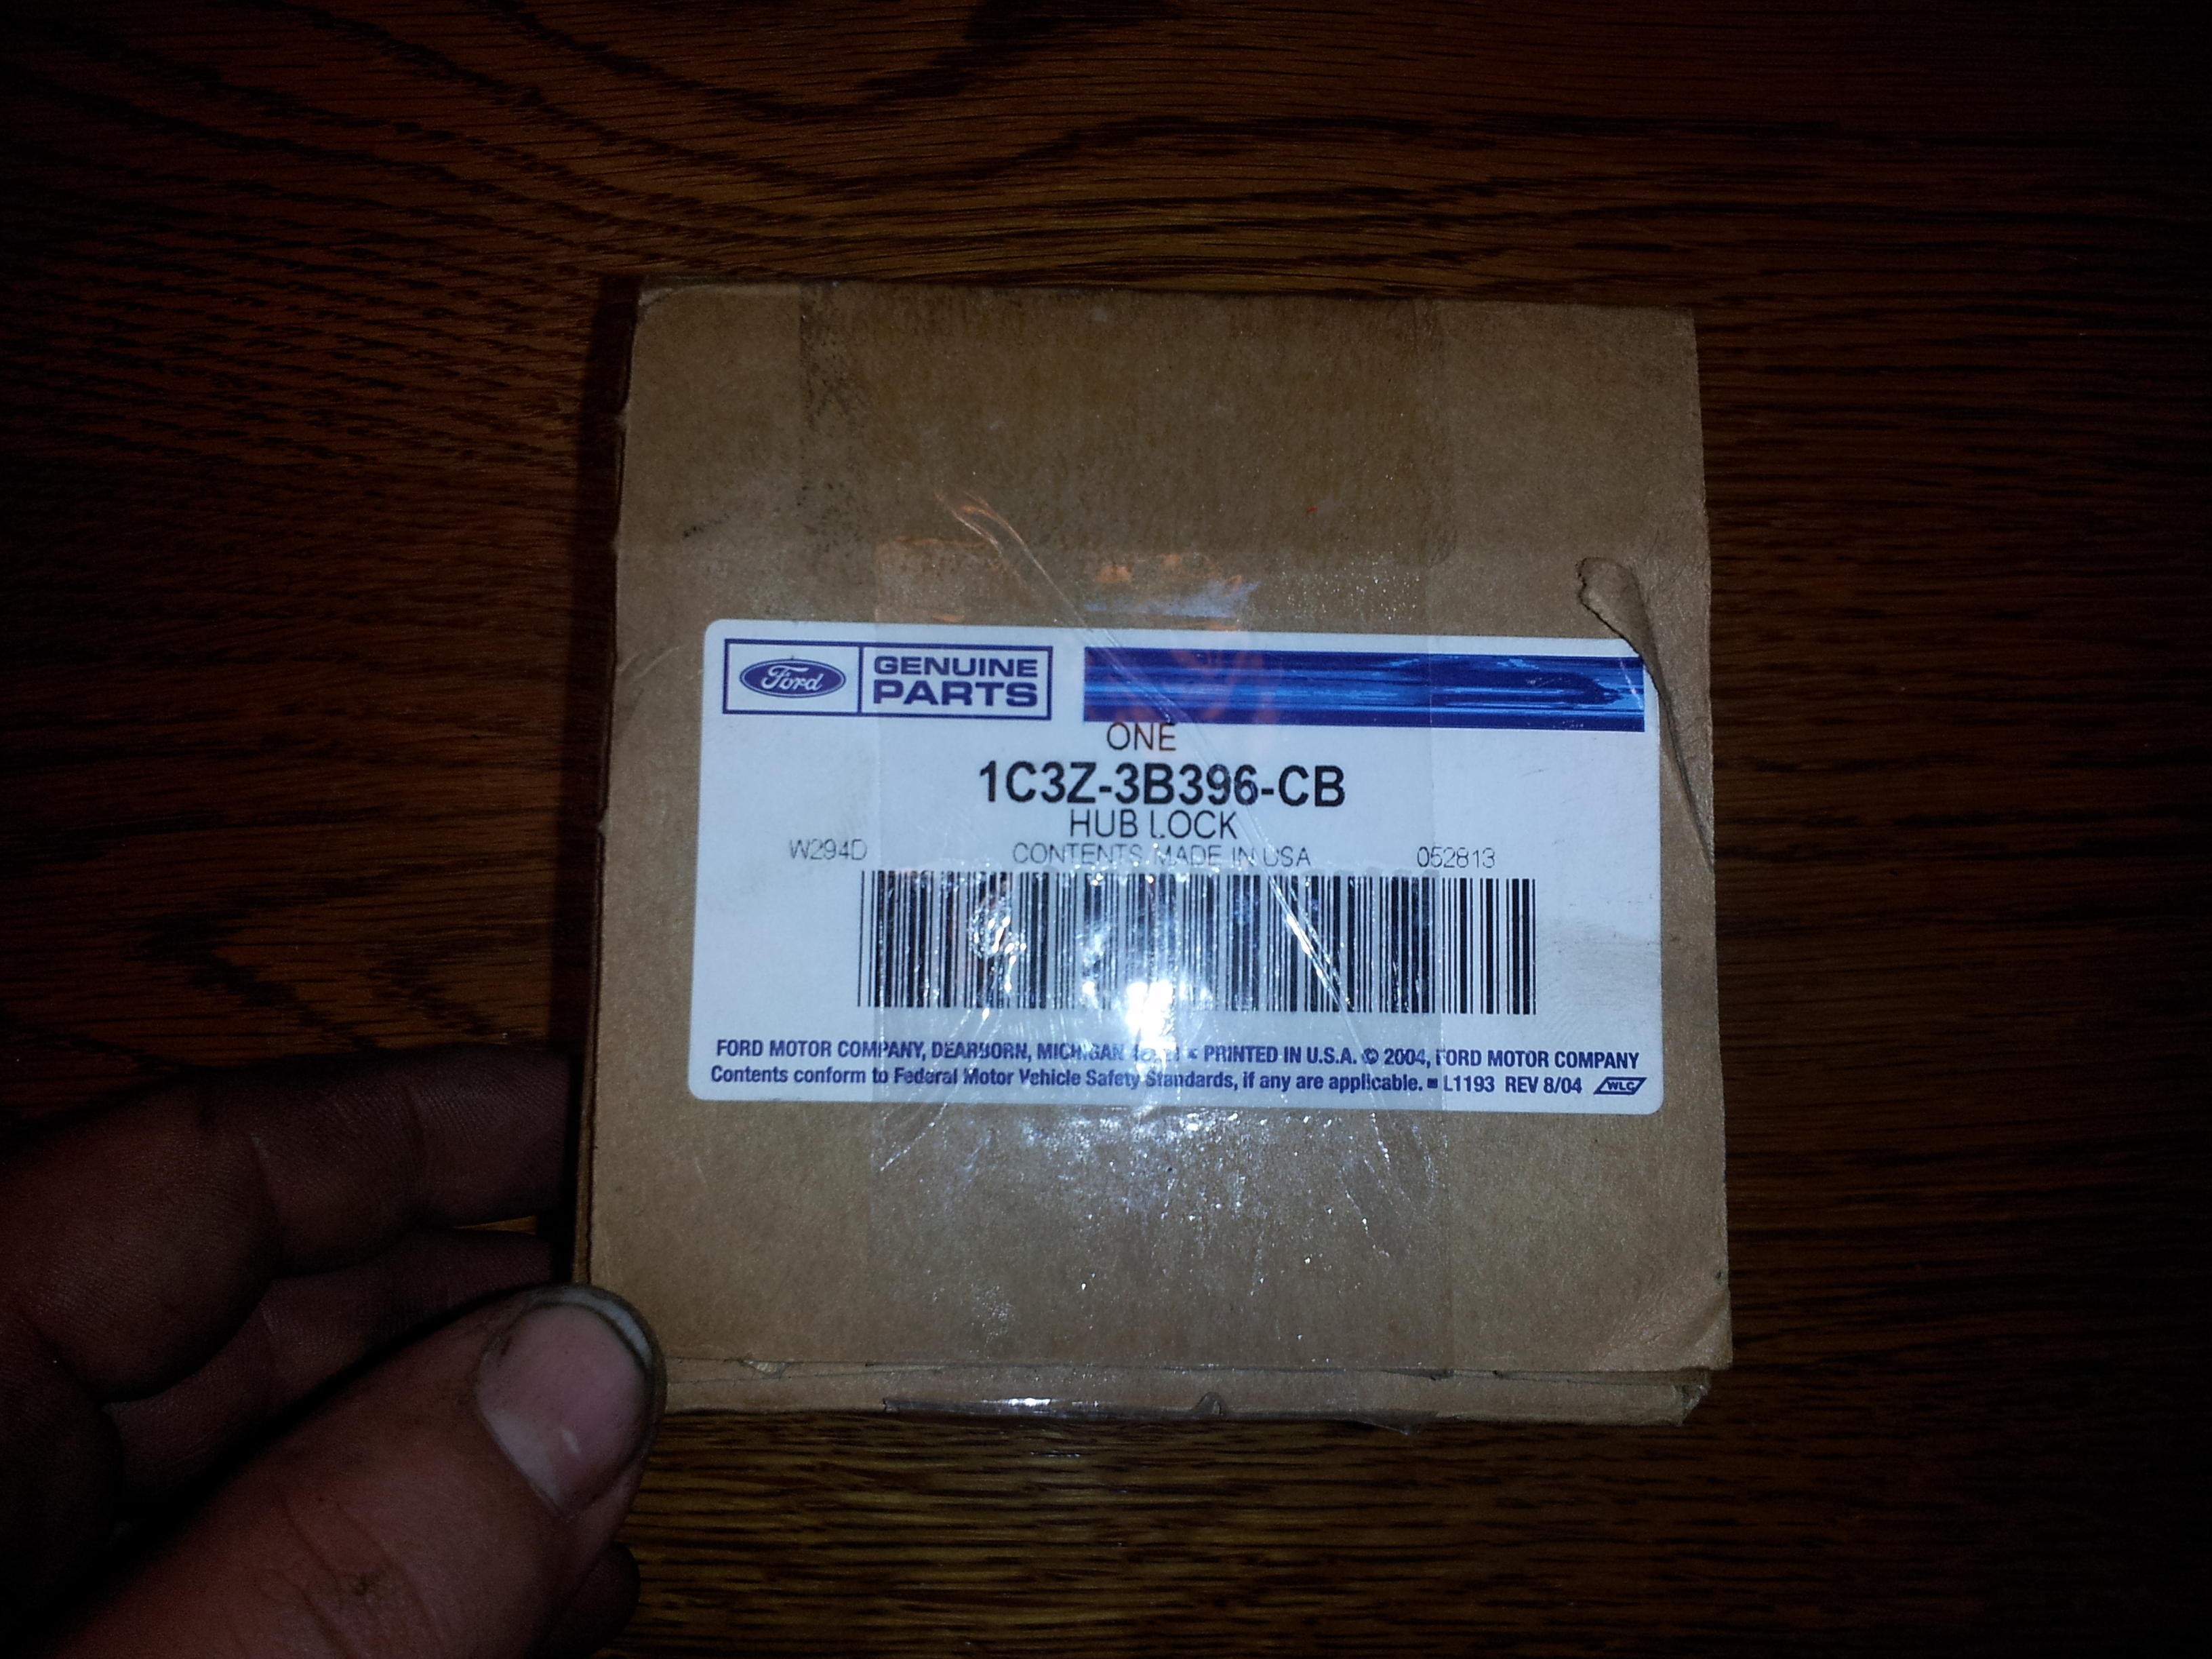 Ford GENUINE
PARTS
ONE
1C3Z-3B396-CB
HUB LOCK
W294D CONTENTS MADE IN USA 052813
FORD MOTOR COMPANY, DEARBORN, MICHIGAN • PRINTED IN U.S.A. © 2004, FORD MOTOR COMPANY
Contents conform to Federal Motor Vehicle Safety Standards, if any are applicable. ▪ L1193 REV 8/04 WLC